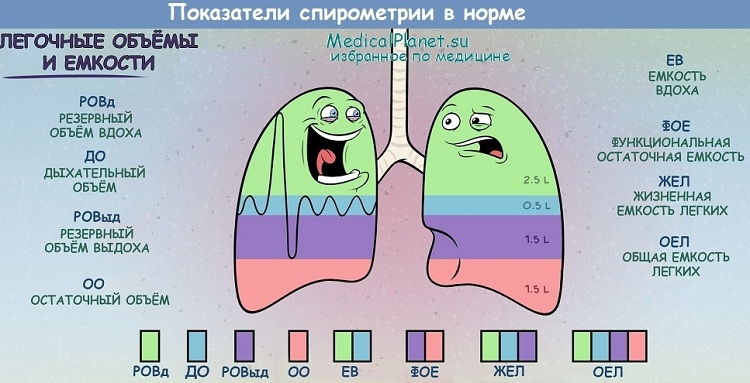 Показатели спирометрии в норме
ЛЕГОЧНЫЕ ОБЪЁМЫ
И ЕМКОСТИ
MedicalPlanet.su
избранное по медицине
РОВд
РЕЗЕРВНЫЙ
ОБЪЁМ ВДОХА
ДО
ДЫХАТЕЛЬНЫЙ
ОБЪЁМ
РОВыд
РЕЗЕРВНЫЙ
ОБЪЁМ ВЫДОХА
ОО
ОСТАТОЧНЫЙ ОБЪЁМ
2.5 L
0.5 L
1.5 L
1.5 L
ЕВ
ЕМКОСТЬ
ВДОХА
ФОЕ
ФУНКЦИОНАЛЬНАЯ
ОСТАТОЧНАЯ ЕМКОСТЬ
ЖЕЛ
ЖИЗНЕННАЯ
ЕМКОСТЬ ЛЕГКИХ
ОЕЛ
ОБЩАЯ ЕМКОСТЬ
ЛЕГКИХ
РОВд ДО РОВыд ОО ЕВ ФОЕ ЖЕЛ ОЕЛ